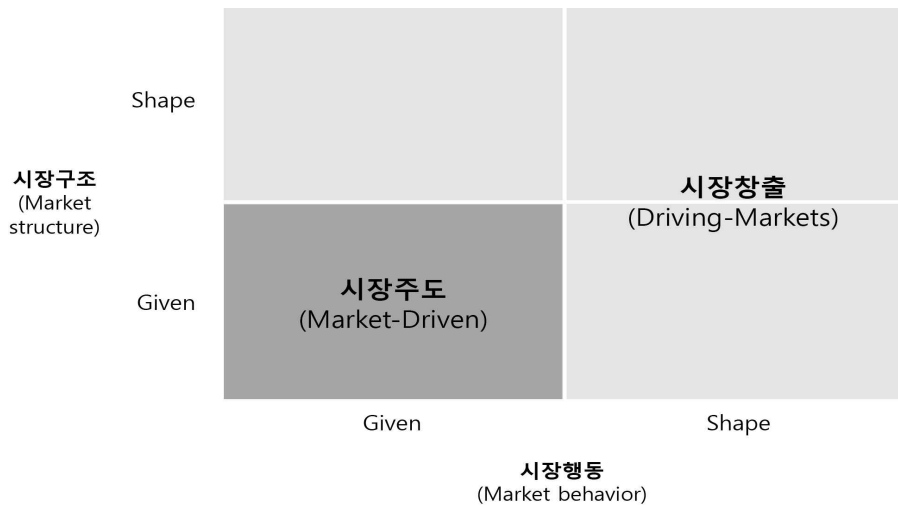 Shape
시장구조
(Market
structure)
시장창출
(Driving-Markets)
Given
시장주도
(Market-Driven)
Given
Shape
시장행동
(Market behavior)